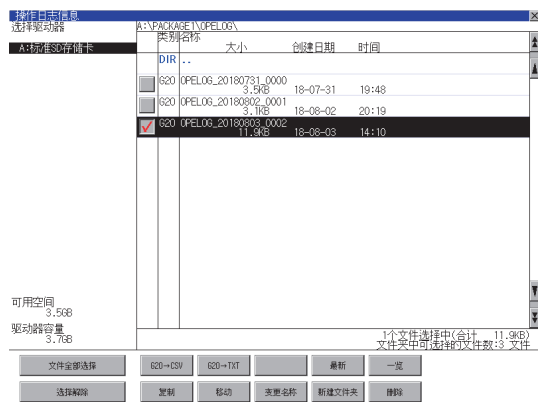 操作日志信息
选择驱动器
A:\PACKAGE1\OPELOG\
A:标准SD存储卡
类别 名称
大小 创建日期 时间
DIR ..
G2O OPELOG_20180731_0000
3.5KB 18-07-31 19:48
G2O OPELOG_20180802_0001
3.1KB 18-08-02 20:19
G2O OPELOG_20180803_0002
11.9KB 18-08-03 14:10
可用空间
3.5GB
驱动器容量
3.7GB
1个文件选择中(合计 11.9KB)
文件夹中可选择的文件数:3 文件
文件全部选择 G2O→CSV G2O→TXT 最新 一览
选择解除 复制 移动 变更名称 新建文件夹 删除